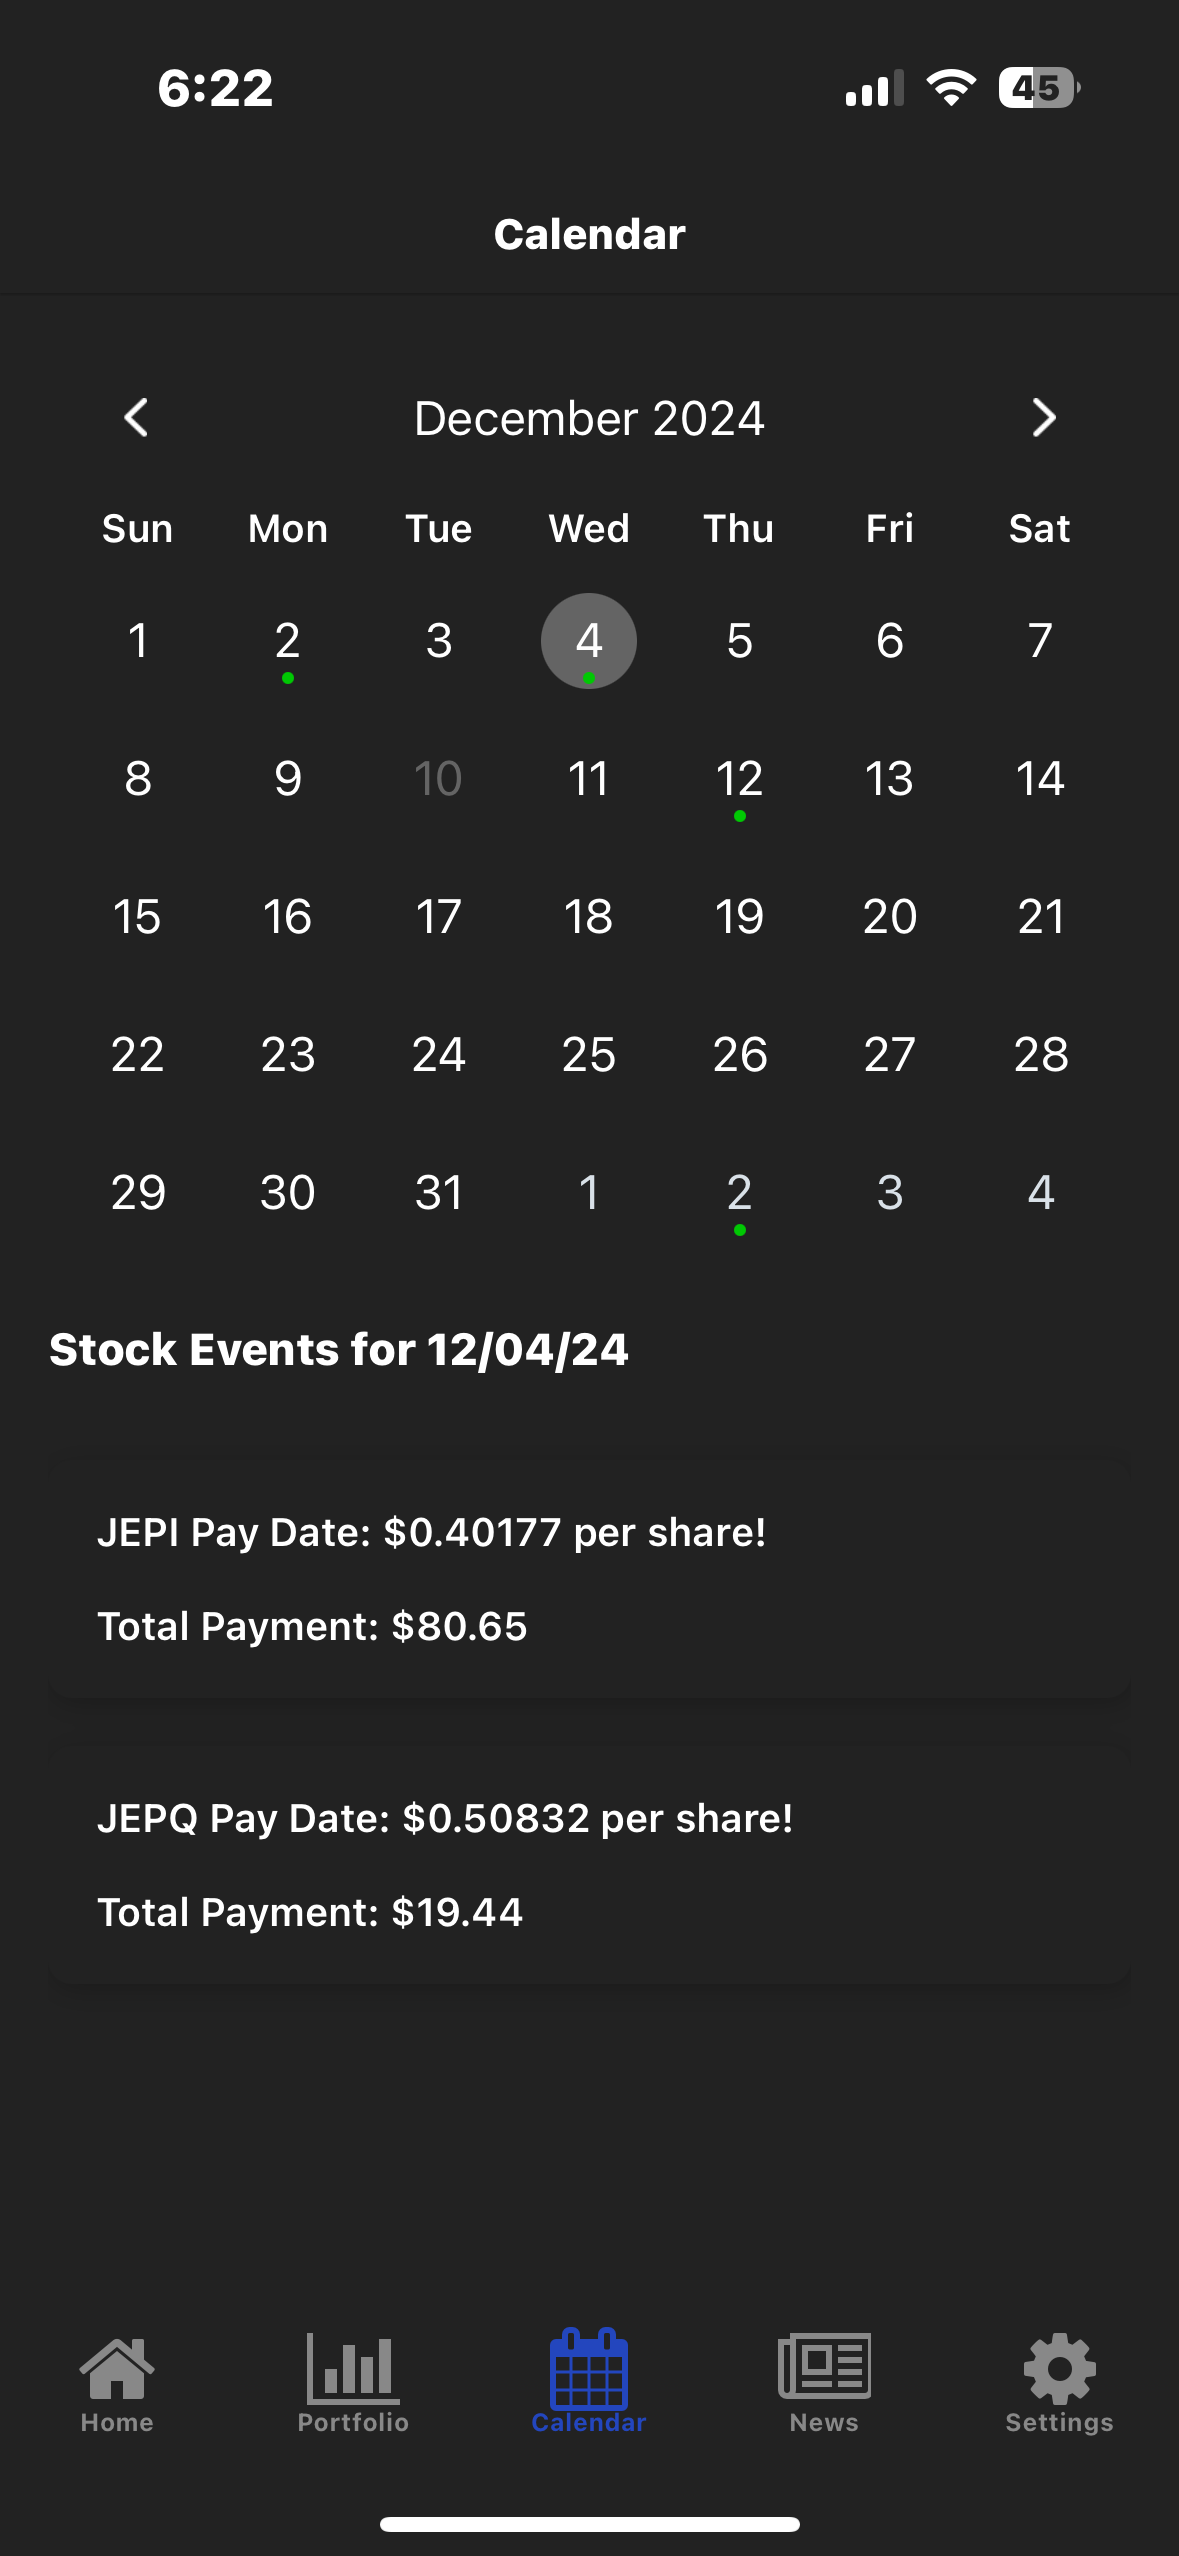 6:22
45
Calendar
December 2024
Sun Mon Tue Wed Thu Fri Sat
1 2 3 4 5 6 7
8 9 10 11 12 13 14
15 16 17 18 19 20 21
22 23 24 25 26 27 28
29 30 31 1 2 3 4
Stock Events for 12/04/24
JEPI Pay Date: $0.40177 per share!
Total Payment: $80.65
JEPQ Pay Date: $0.50832 per share!
Total Payment: $19.44
Home Portfolio Calendar News Settings